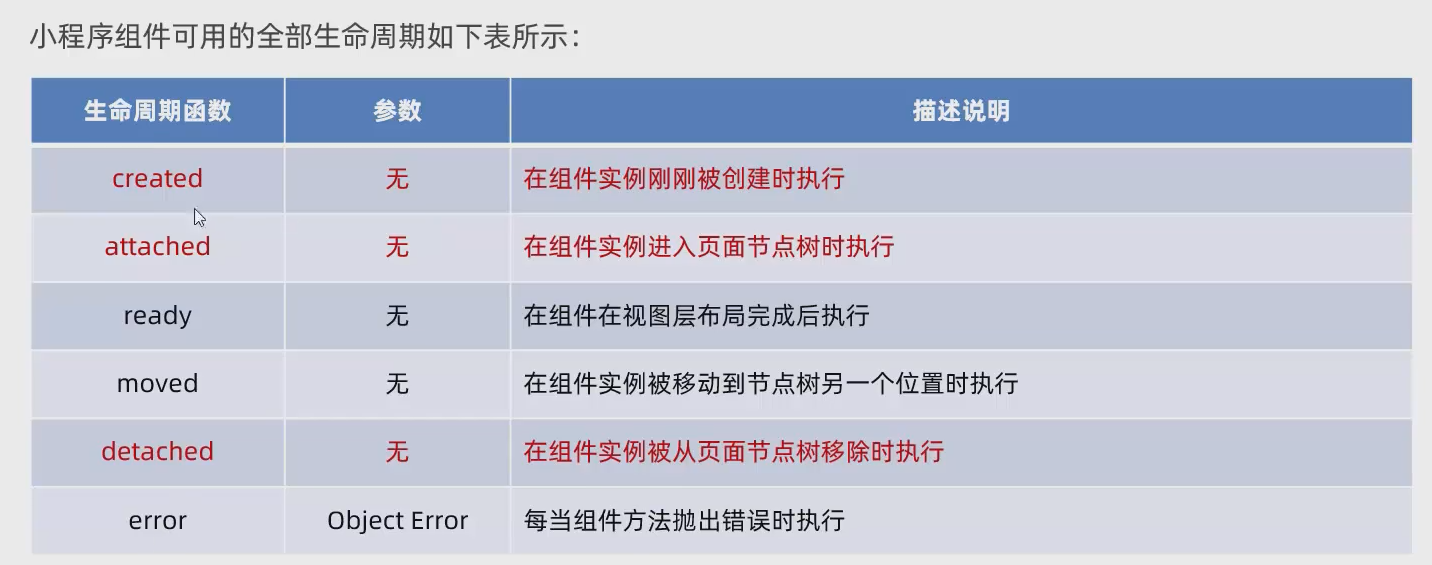 小程序组件可用的全部生命周期如下表所示：
生命周期函数 参数 描述说明
created 无 在组件实例刚刚被创建时执行
attached 无 在组件实例进入页面节点树时执行
ready 无 在组件在视图层布局完成后执行
moved 无 在组件实例被移动到节点树另一个位置时执行
detached 无 在组件实例被从页面节点树移除时执行
error Object Error 每当组件方法抛出错误时执行